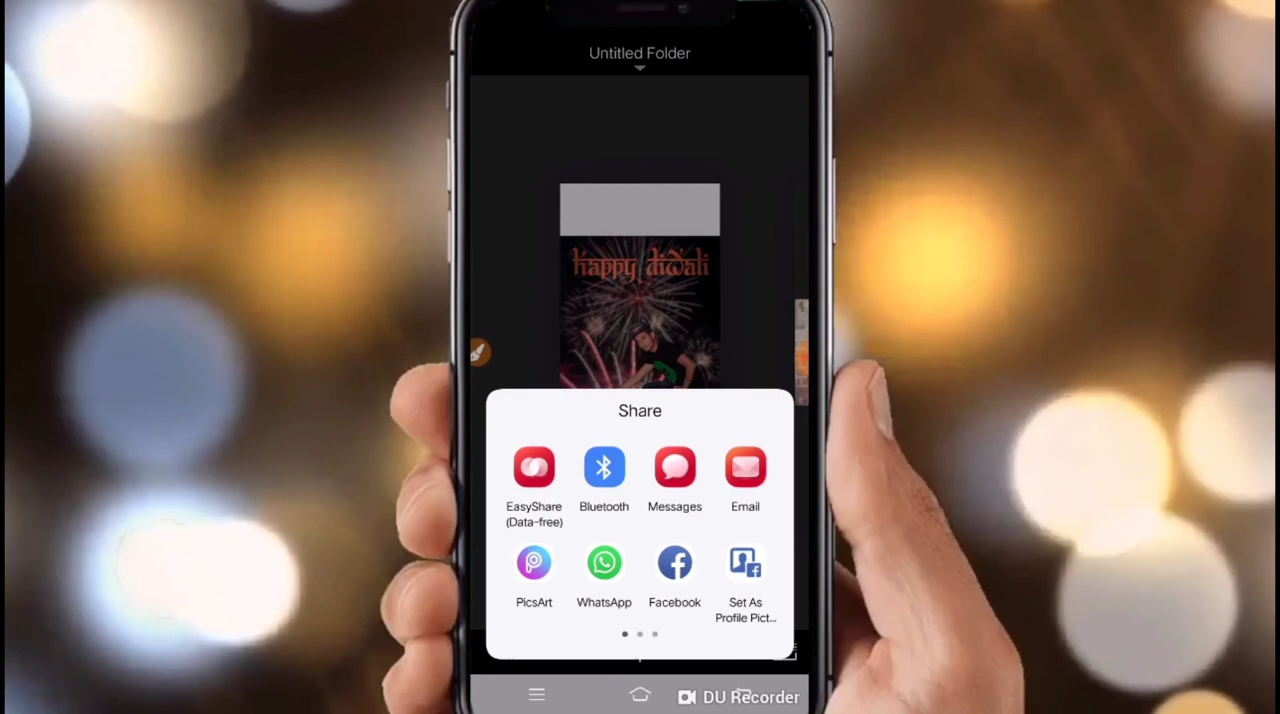 Untitled Folder
happy diwali
Share
EasyShare
(Data-free)
Bluetooth
Messages
Email
PicsArt
WhatsApp
Facebook
Set As
Profile Pict...
DU Recorder